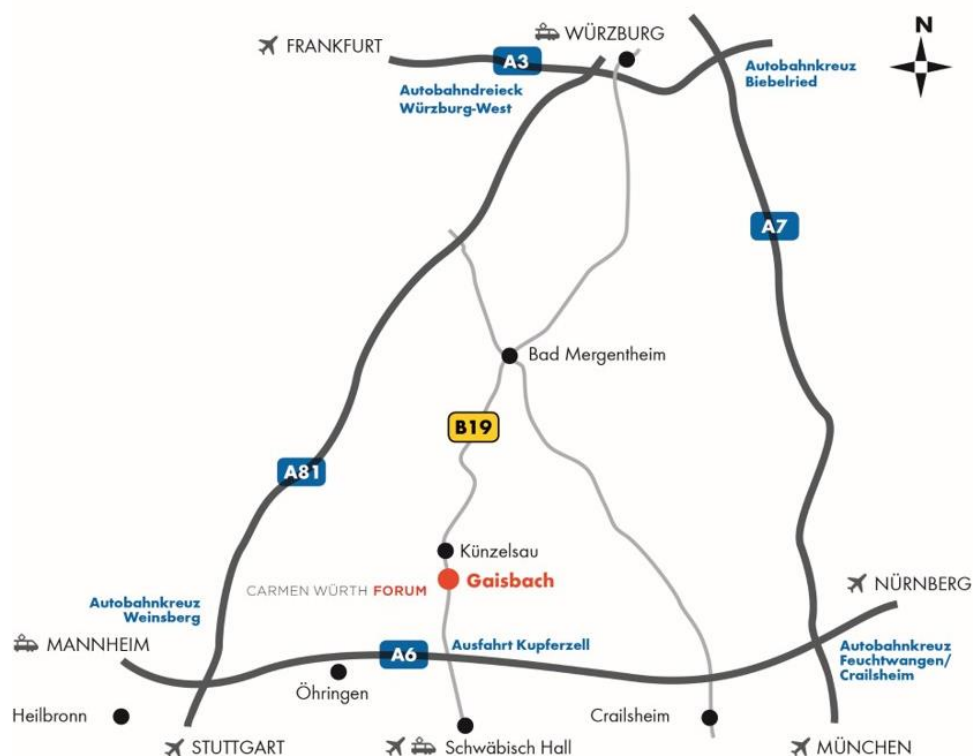 N
FRANKFURT
WÜRZBURG
A3
Autobahnkreuz
Biebelried
Autobahndreieck
Würzburg-West
A7
Bad Mergentheim
B19
A81
Künzelsau
Gaisbach
CARMEN WÜRTH FORUM
NÜRNBERG
Autobahnkreuz
Weinsberg
MANNHEIM
A6
Ausfahrt Kupferzell
Autobahnkreuz
Feuchtwangen/
Crailsheim
Öhringen
Heilbronn
Crailsheim
STUTTGART
Schwäbisch Hall
MÜNCHEN